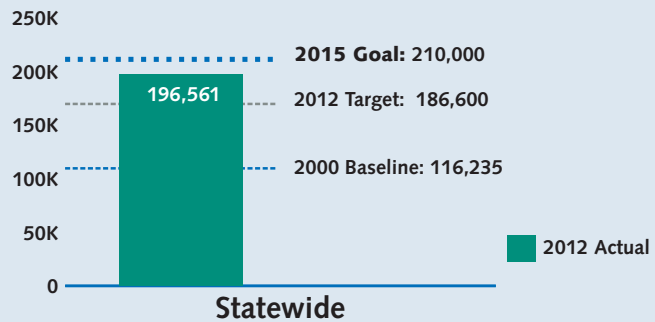 250K
2015 Goal: 210,000
200K
196,561
2012 Target: 186,600
150K
2000 Baseline: 116,235
100K
50K
2012 Actual
0
Statewide